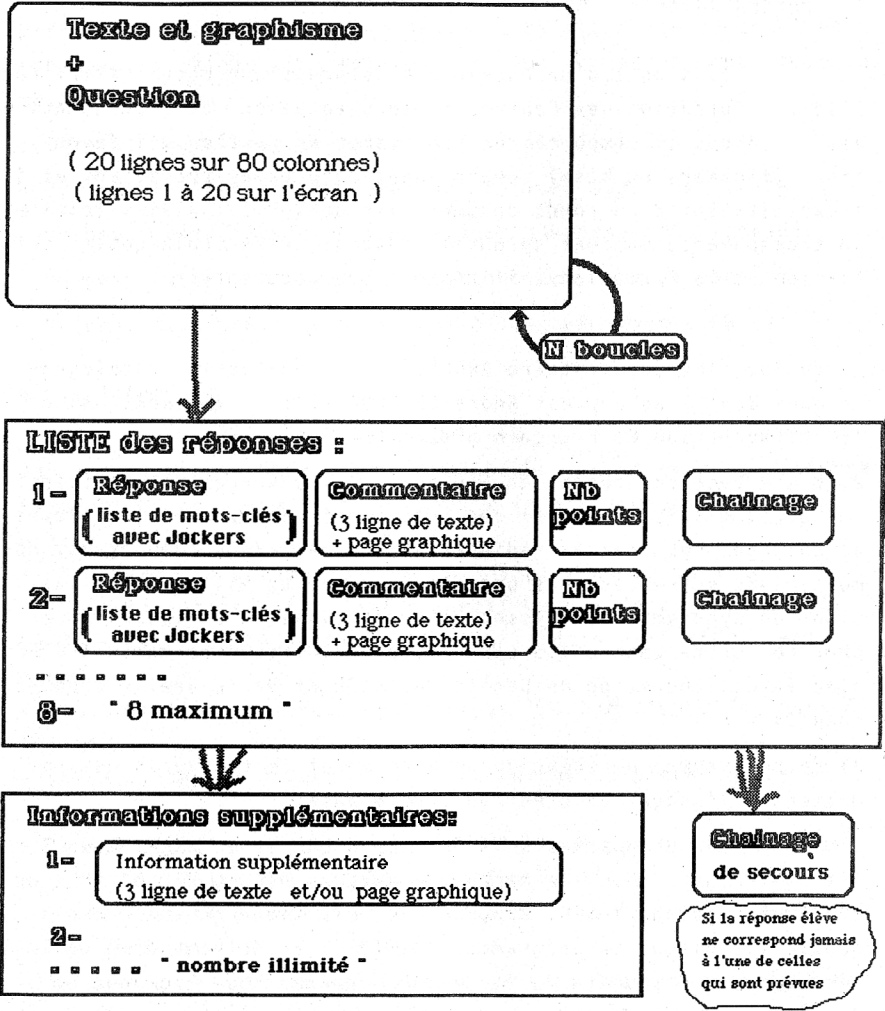 Texte et graphisme
+
Question
( 20 lignes sur 80 colonnes)
( lignes 1 à 20 sur l'écran )
N boucles
LISTE des réponses :
1-
Réponse
(liste de mots-clés
avec Jockers)
Commentaire
(3 ligne de texte)
+ page graphique
Nb
points
Chainage
2-
Réponse
(liste de mots-clés
avec Jockers)
Commentaire
(3 ligne de texte)
+ page graphique
Nb
points
Chainage
.......
8- " 8 maximum "
Informations supplémentaires:
1-
Information supplémentaire
(3 ligne de texte et/ou page graphique)
2-
..... " nombre illimité "
Chainage
de secours
Si la réponse élève
ne correspond jamais
à l'une de celles
qui sont prévues